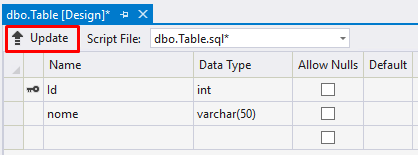 dbo.Table [Design]*
Update Script File: dbo.Table.sql*
Name Data Type Allow Nulls Default
Id int
nome varchar(50)